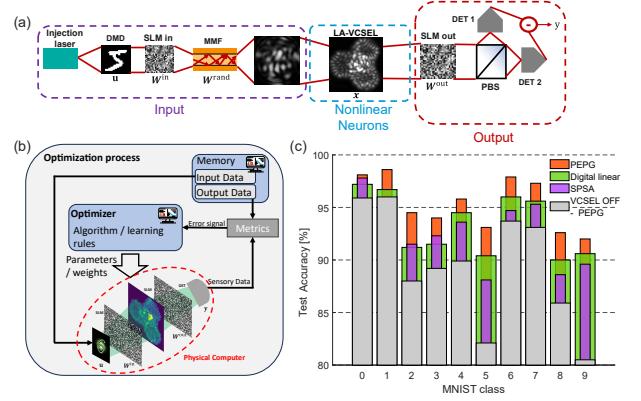 (a)
Injection
laser
DMD
u
SLM in
W^in
MMF
W^rand
LA-VCSEL
x
SLM out
W^out
DET 1
PBS
DET 2
y
Input
Nonlinear
Neurons
Output
(b)
Optimization process
Memory
Input Data
Output Data
Optimizer
Algorithm / learning
rules
Error signal
Metrics
Parameters
/ weights
Sensory Data
SLM
SLM
DET
u
W^in
W^out
y
Physical Computer
(c)
PEPG
Digital linear
SPSA
VCSEL OFF
- PEPG
Test Accuracy [%]
100
95
90
85
80
0 1 2 3 4 5 6 7 8 9
MNIST class